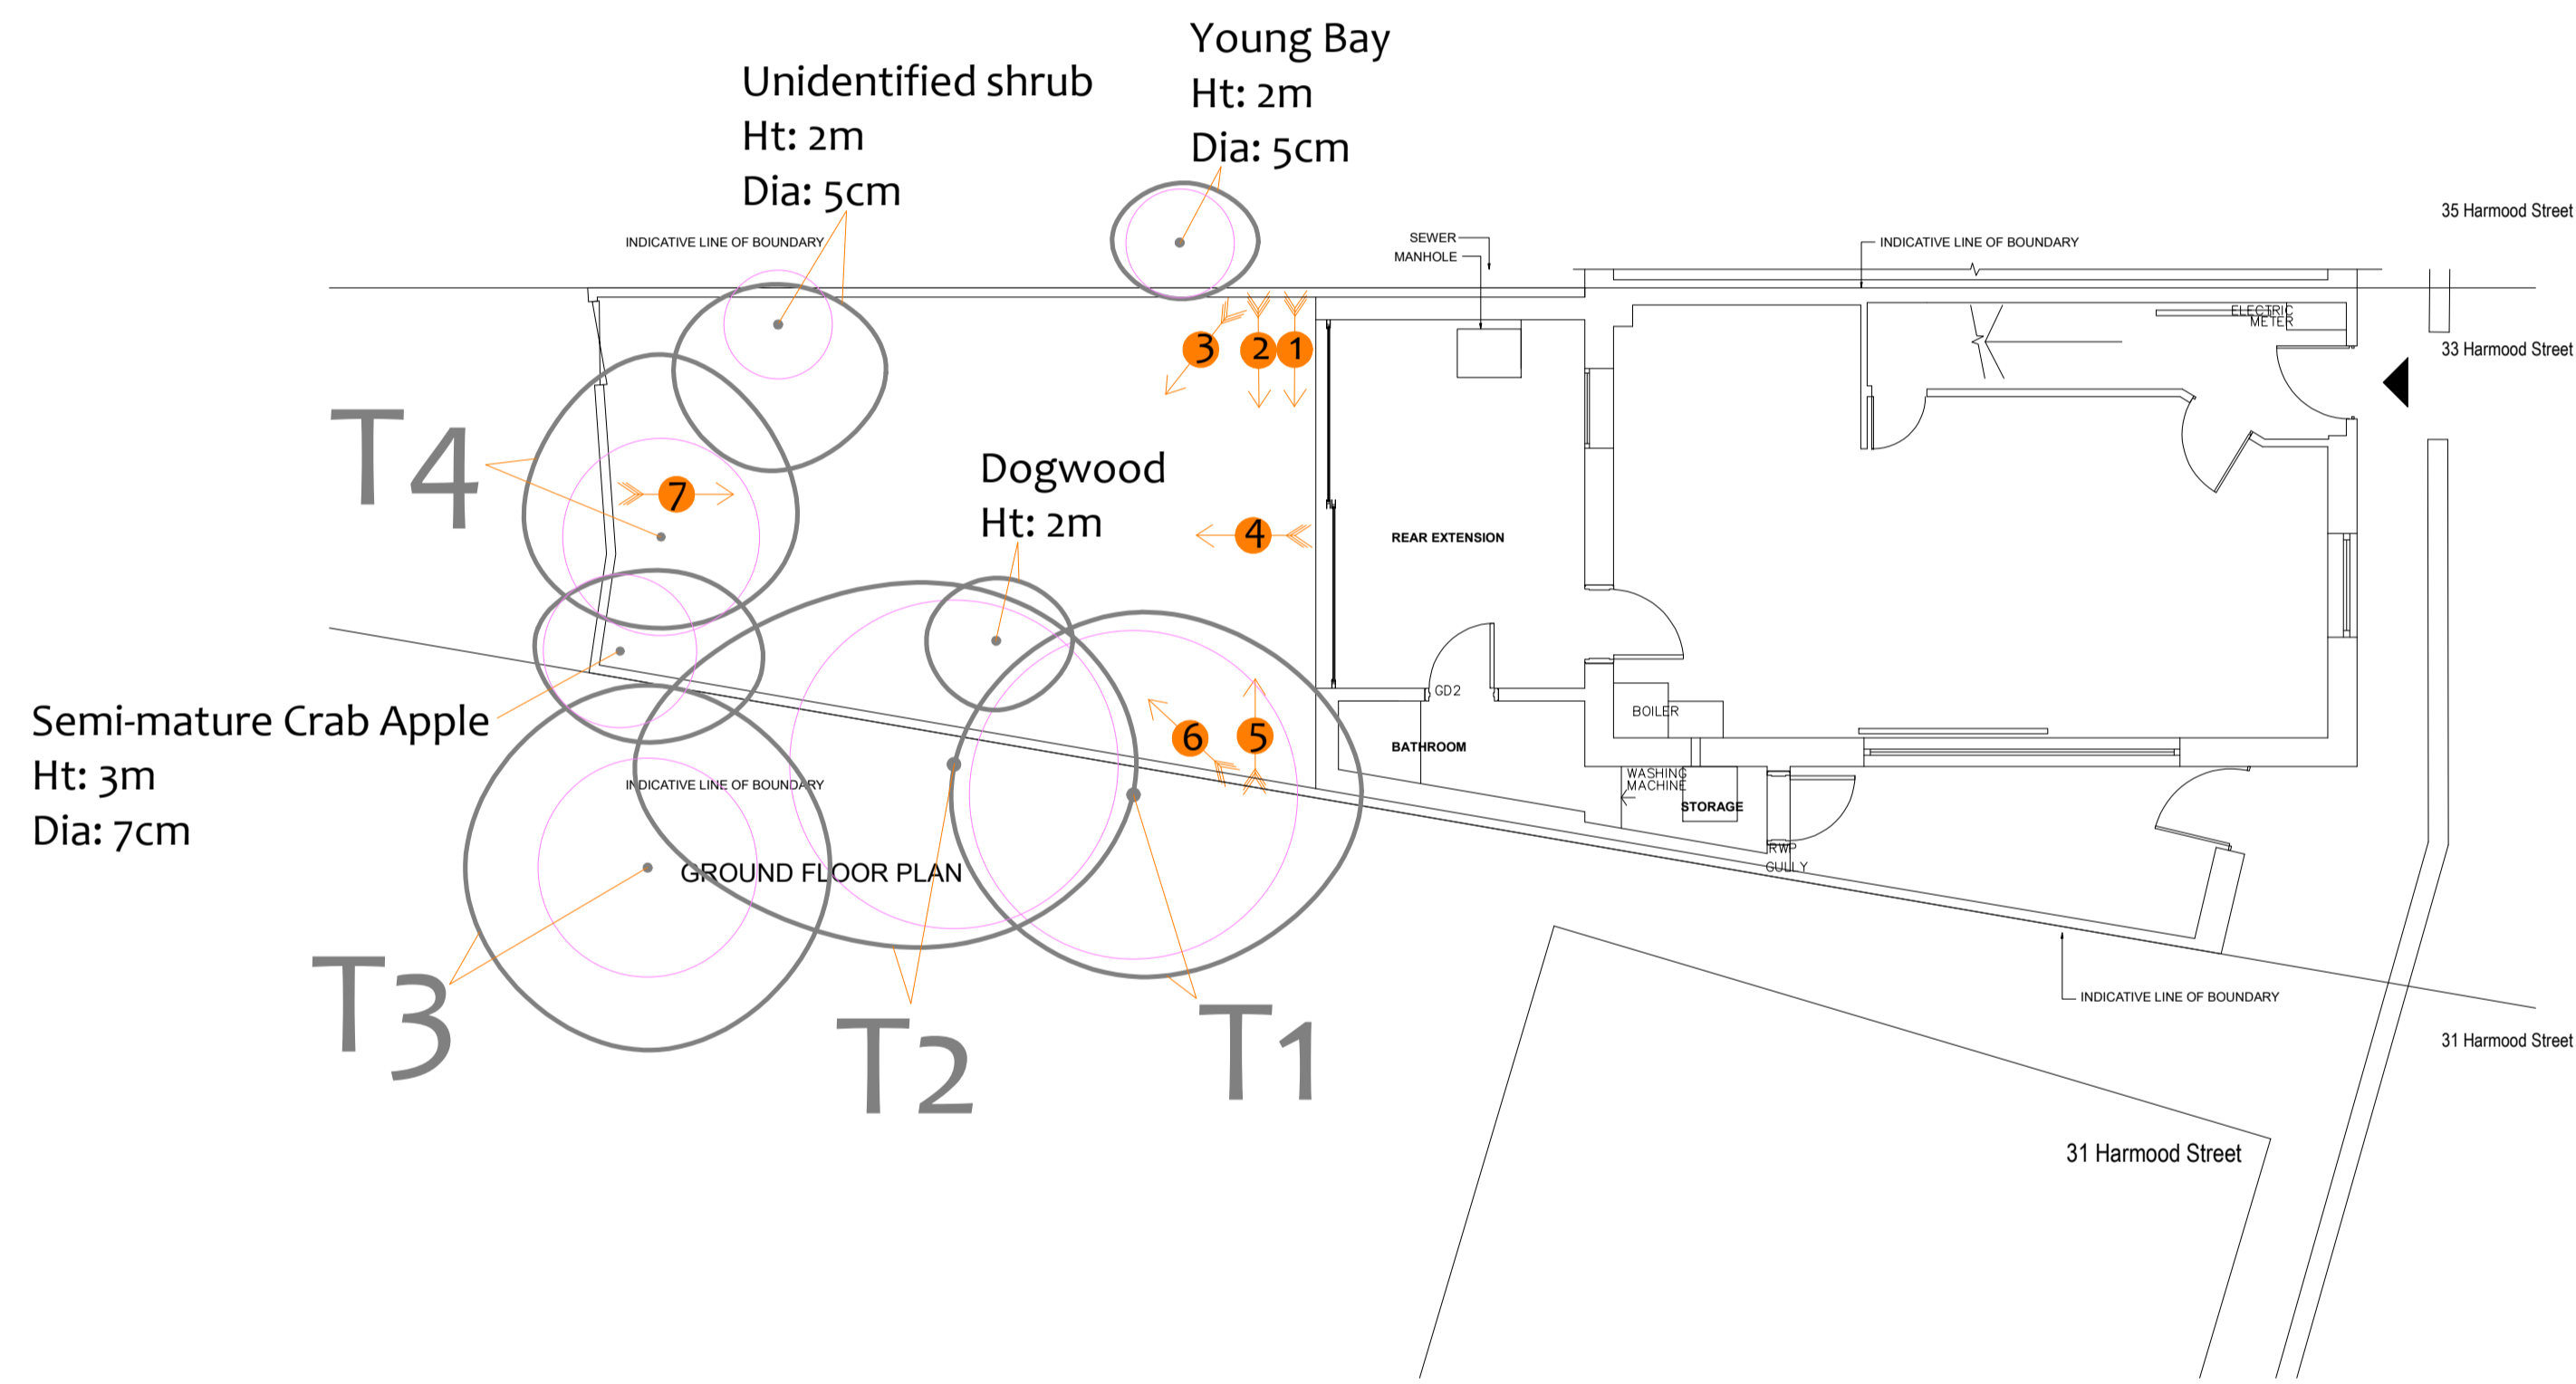 Young Bay
Ht: 2m
Dia: 5cm
Unidentified shrub
Ht: 2m
Dia: 5cm
35 Harmood Street
INDICATIVE LINE OF BOUNDARY
SEWER
MANHOLE
INDICATIVE LINE OF BOUNDARY
ELECTRIC
METER
33 Harmood Street
3
2
1
T4
7
Dogwood
Ht: 2m
4
REAR EXTENSION
Semi-mature Crab Apple
Ht: 3m
Dia: 7cm
GD2
BOILER
6
5
BATHROOM
WASHING
MACHINE
STORAGE
INDICATIVE LINE OF BOUNDARY
RWP
GULLY
GROUND FLOOR PLAN
T3
T2
T1
INDICATIVE LINE OF BOUNDARY
31 Harmood Street
31 Harmood Street